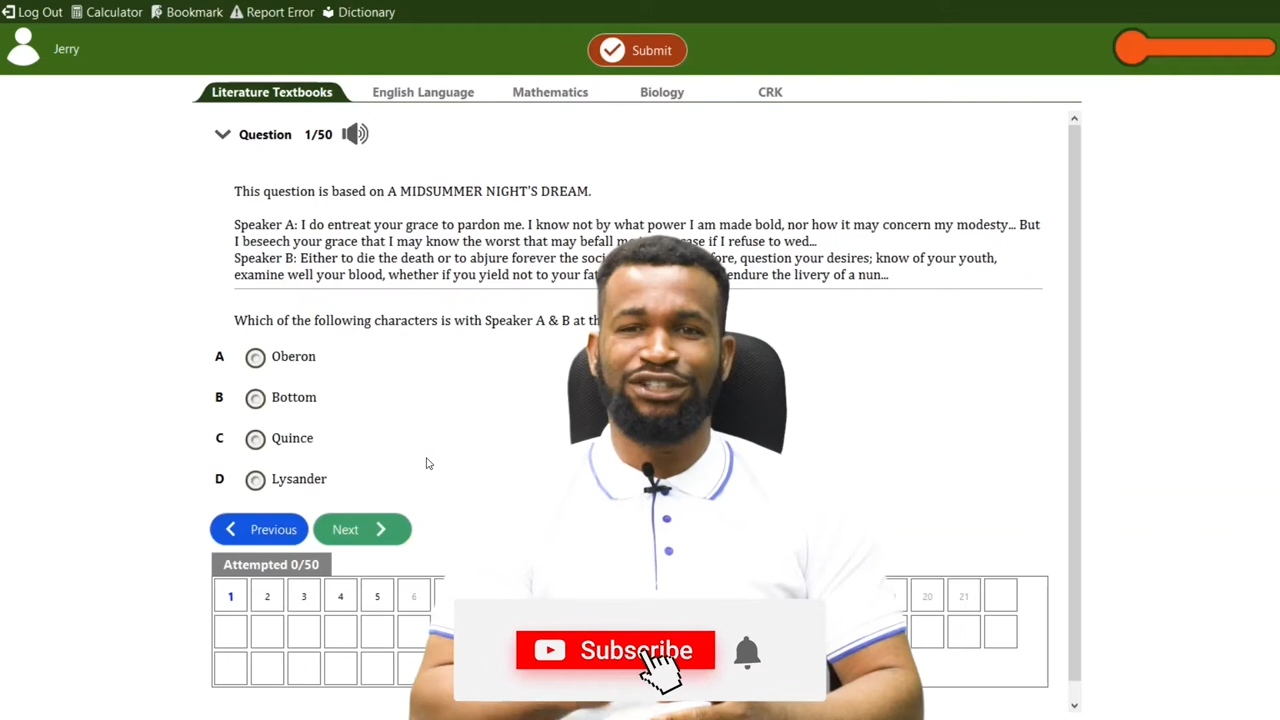 Log Out Calculator Bookmark Report Error Dictionary
Jerry
Submit
Literature Textbooks English Language Mathematics Biology CRK
Question 1/50
This question is based on A MIDSUMMER NIGHT'S DREAM.
Speaker A: I do entreat your grace to pardon me. I know not by what power I am made bold, nor how it may concern my modesty... But
I beseech your grace that I may know the worst that may befall me case if I refuse to wed...
Speaker B: Either to die the death or to abjure forever the question your desires; know of your youth,
examine well your blood, whether if you yield not to your endure the livery of a nun...
Which of the following characters is with Speaker A & B at
A Oberon
B Bottom
C Quince
D Lysander
Previous Next
Attempted 0/50
1 2 3 4 5 6 20 21
Subscribe